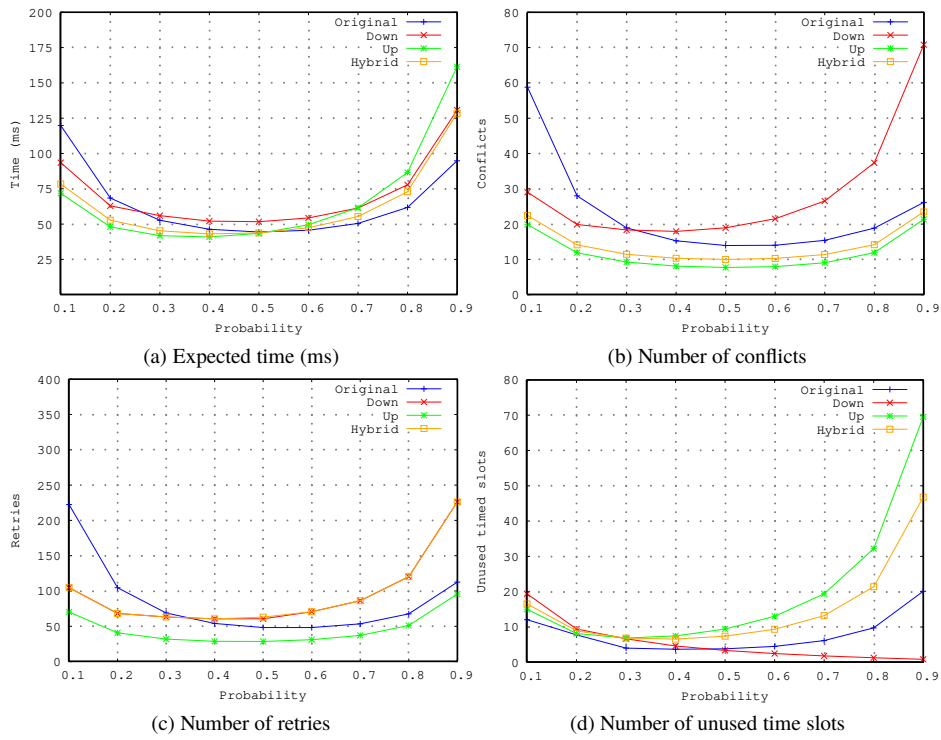 200
175
150
125
100
75
50
25
Time (ms)
Original
Down
Up
Hybrid
0.1 0.2 0.3 0.4 0.5 0.6 0.7 0.8 0.9
Probability
(a) Expected time (ms)
80
70
60
50
40
30
20
10
0
Conflicts
Original
Down
Up
Hybrid
0.1 0.2 0.3 0.4 0.5 0.6 0.7 0.8 0.9
Probability
(b) Number of conflicts
400
350
300
250
200
150
100
50
0
Retries
Original
Down
Up
Hybrid
0.1 0.2 0.3 0.4 0.5 0.6 0.7 0.8 0.9
Probability
(c) Number of retries
80
70
60
50
40
30
20
10
0
Unused timed slots
Original
Down
Up
Hybrid
0.1 0.2 0.3 0.4 0.5 0.6 0.7 0.8 0.9
Probability
(d) Number of unused time slots